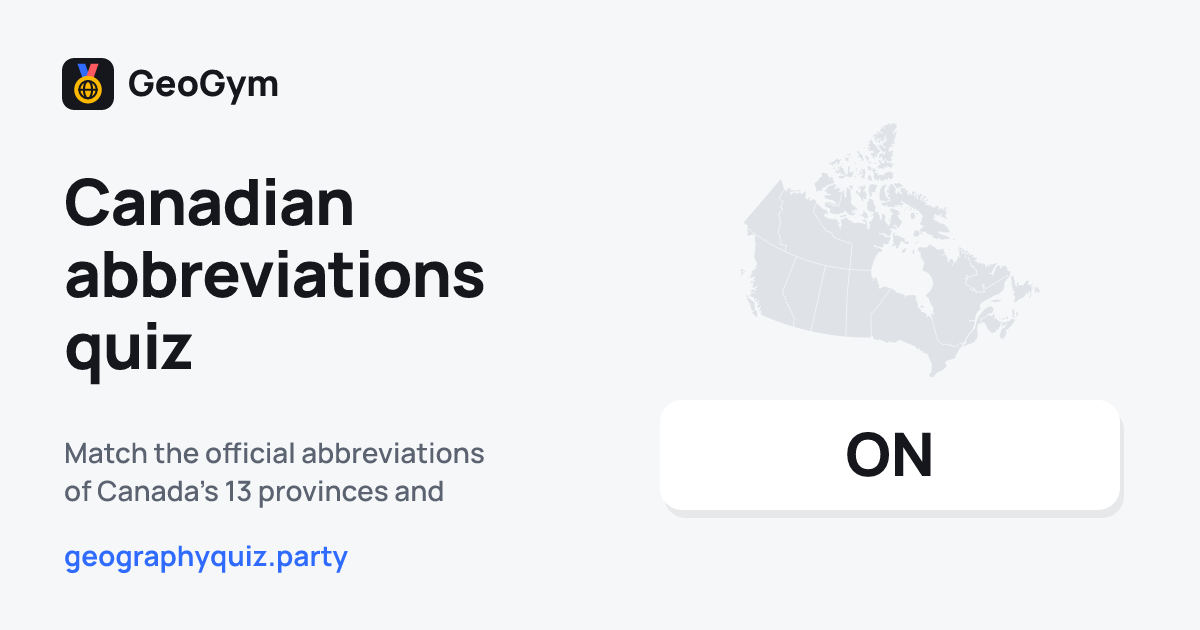 GeoGym
Canadian
abbreviations
quiz
Match the official abbreviations
of Canada’s 13 provinces and
geographyquiz.party
ON